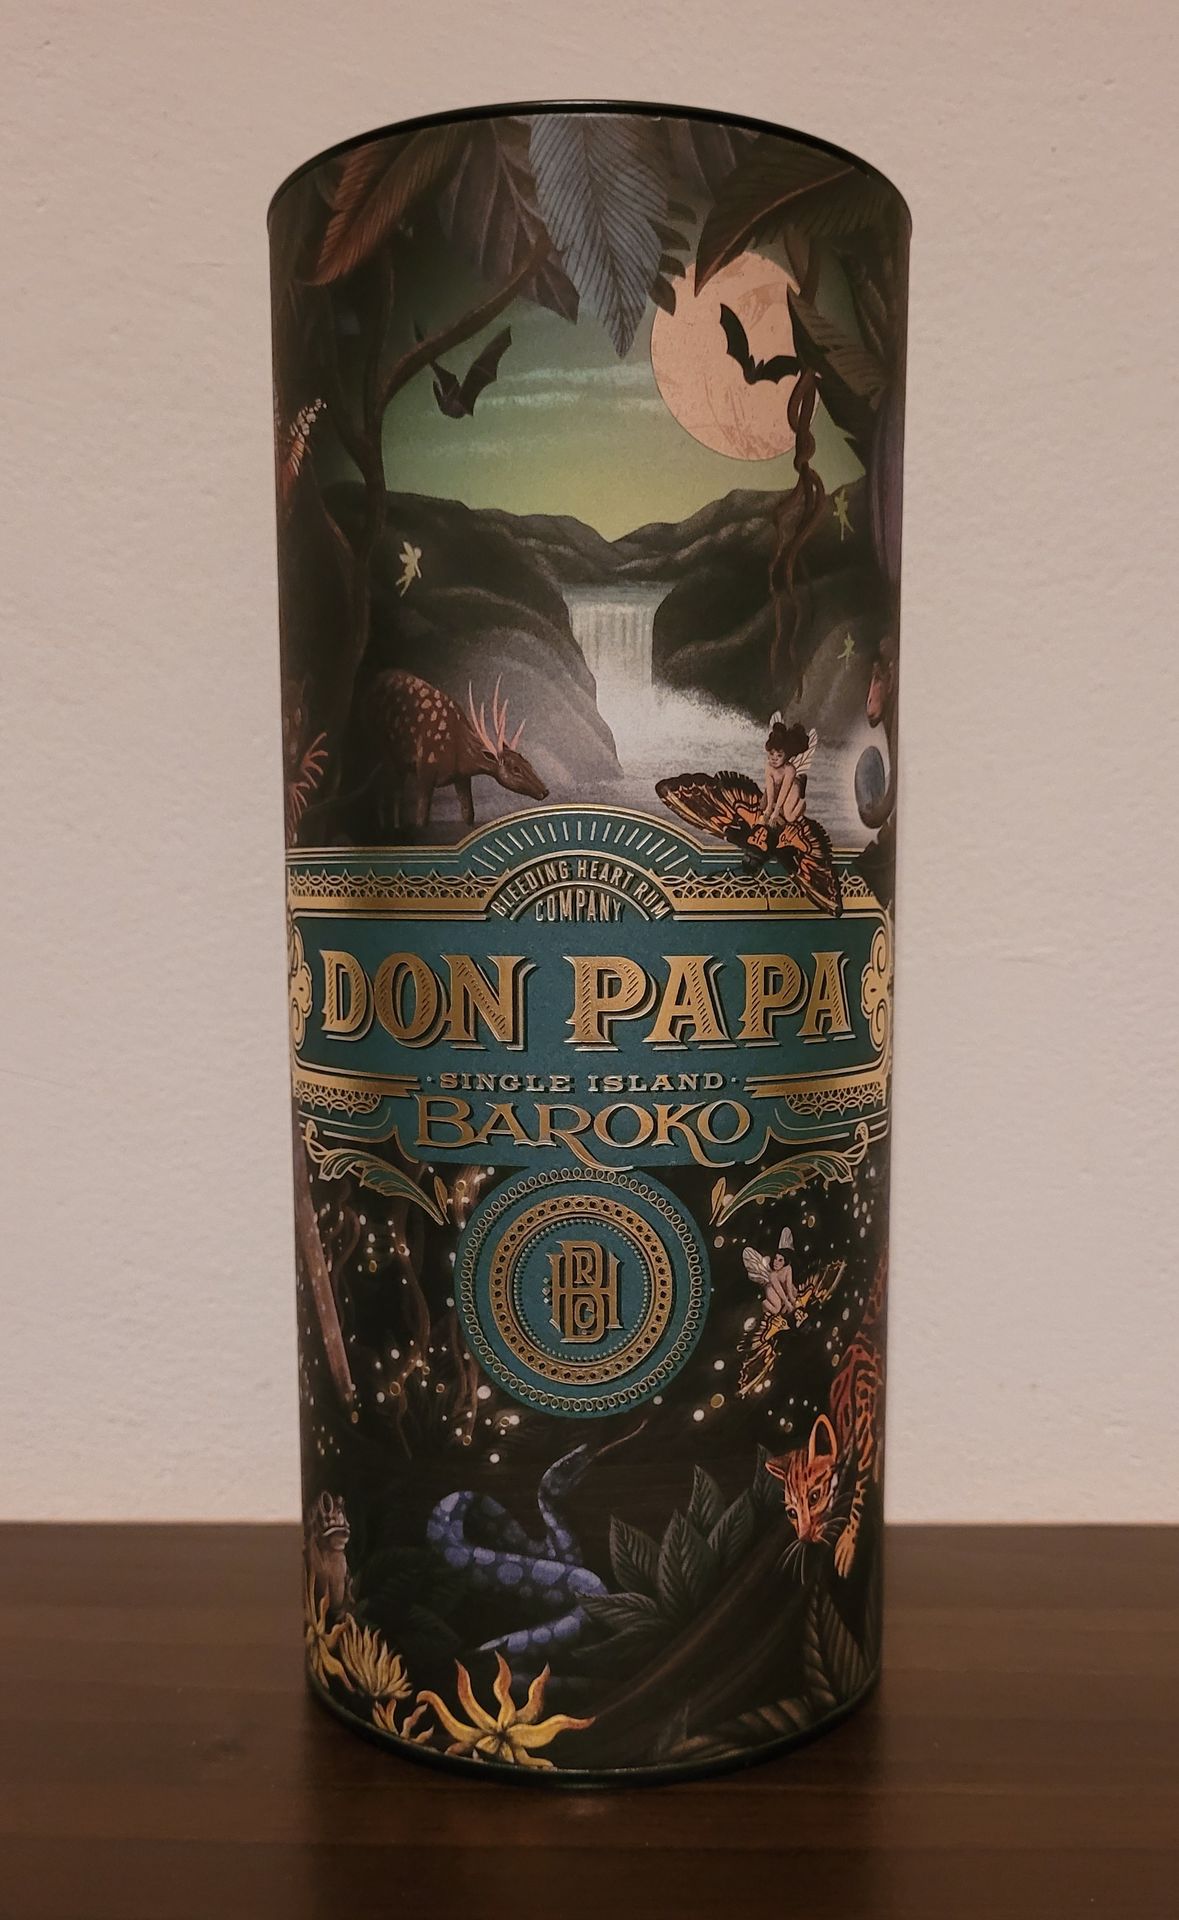 BLEEDING HEART RUM
COMPANY
DON PAPA
·SINGLE ISLAND·
BAROKO
BHRC